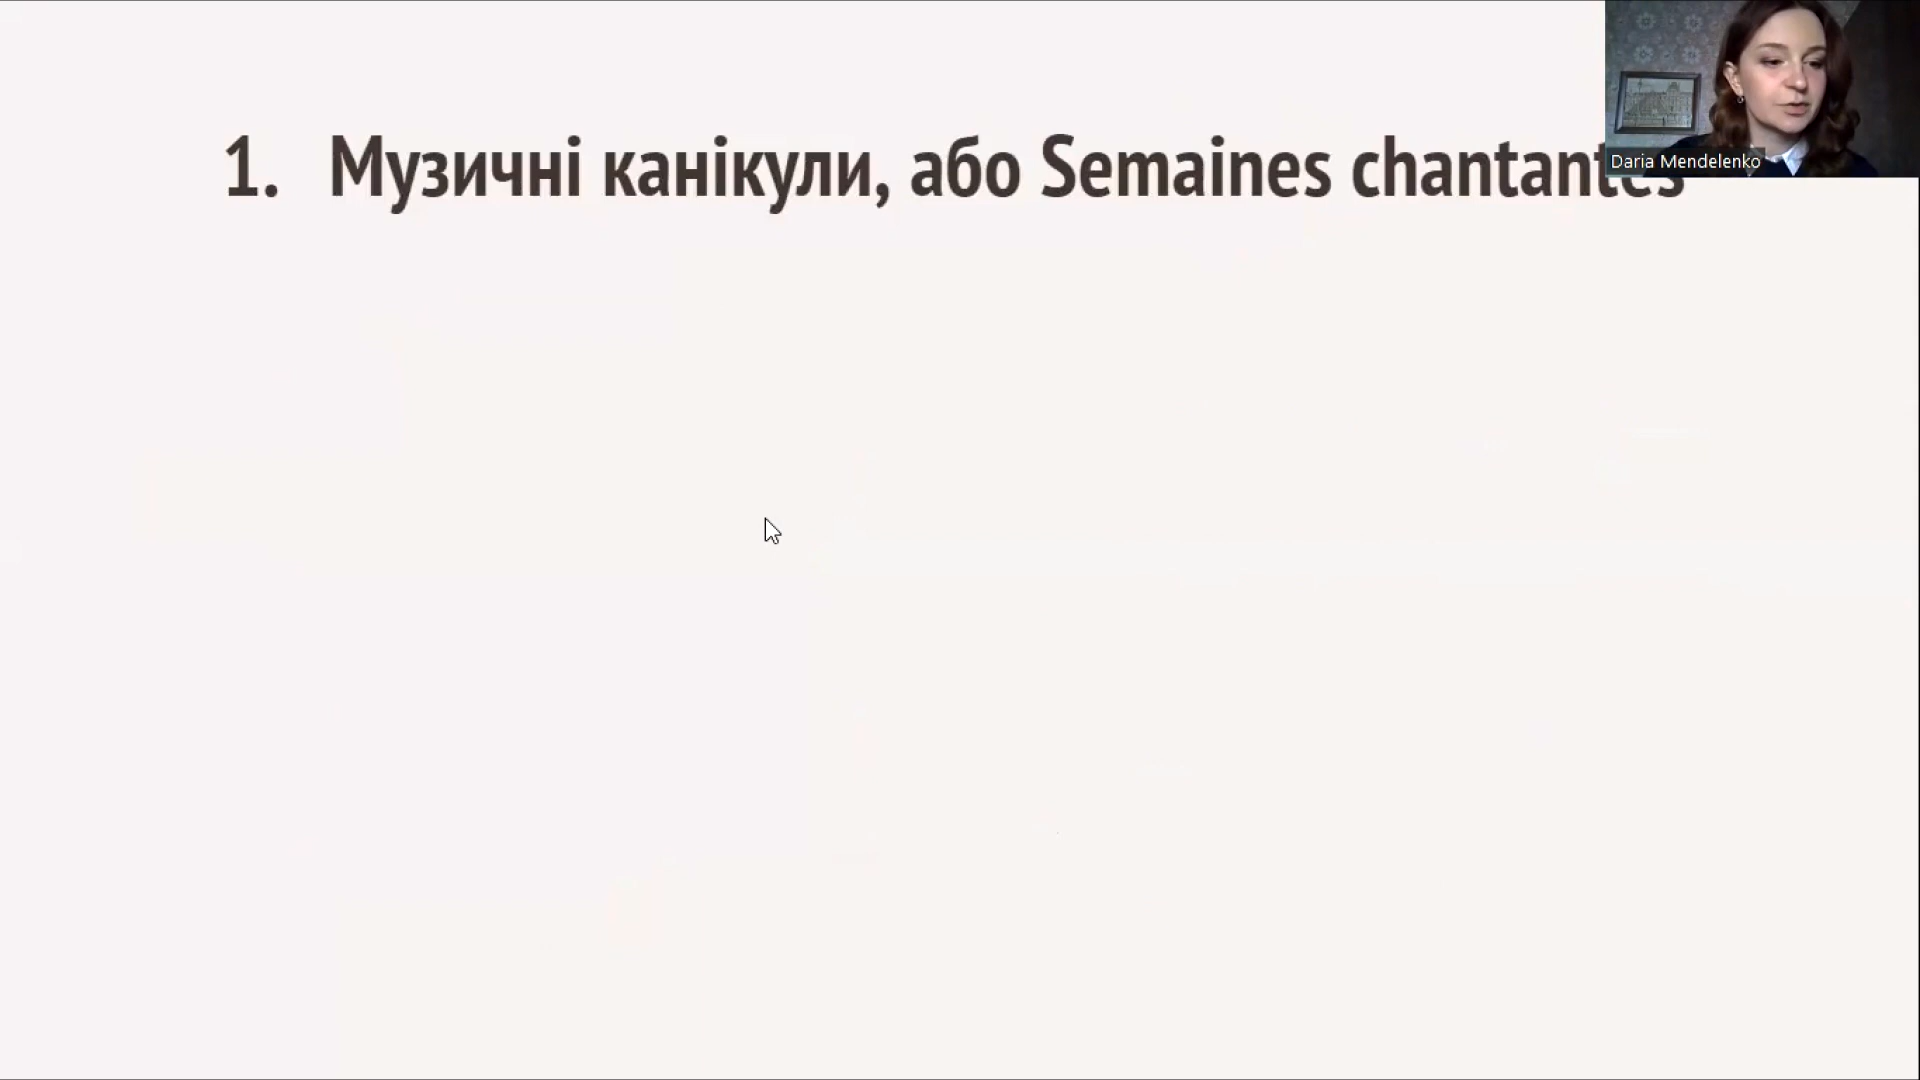 1. Музичні канікули, або Semaines chantantes
Daria Mendelenko